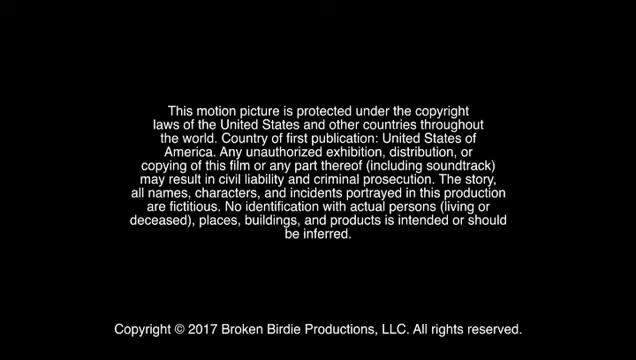 This motion picture is protected under the copyright
laws of the United States and other countries throughout
the world. Country of first publication: United States of
America. Any unauthorized exhibition, distribution, or
copying of this film or any part thereof (including soundtrack)
may result in civil liability and criminal prosecution. The story,
all names, characters, and incidents portrayed in this production
are fictitious. No identification with actual persons (living or
deceased), places, buildings, and products is intended or should
be inferred.
Copyright © 2017 Broken Birdie Productions, LLC. All rights reserved.